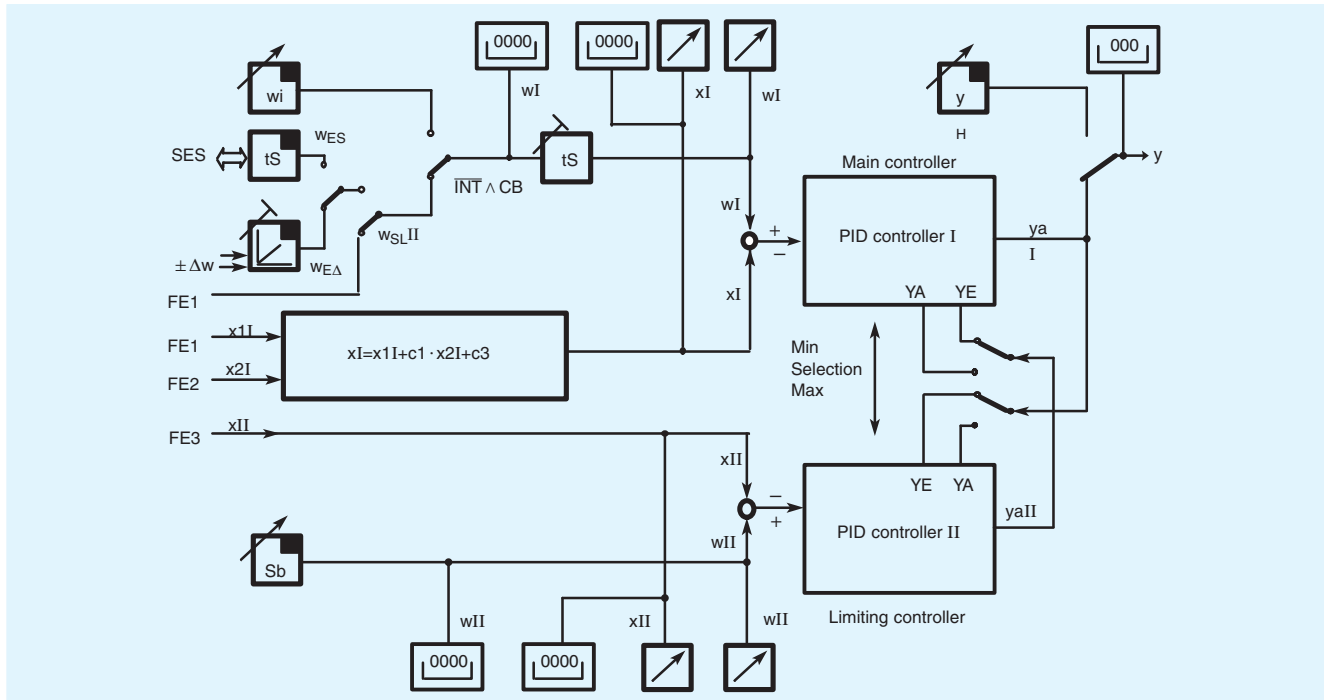 0000
0000
000
wi
wI
xI
wI
y
H
SES
tS
wES
tS
INT ∧ CB
y
Main controller
wSLII
wI
± Δw
wEΔ
+
−
PID controller I
ya
I
FE1
xI
YA
YE
FE1
x1I
xI=x1I+c1 · x2I+c3
FE2
x2I
Min
Selection
Max
FE3
xII
xII
YE
YA
−
+
PID controller II
yaII
wII
Sb
wII
xII
wII
Limiting controller
0000
0000